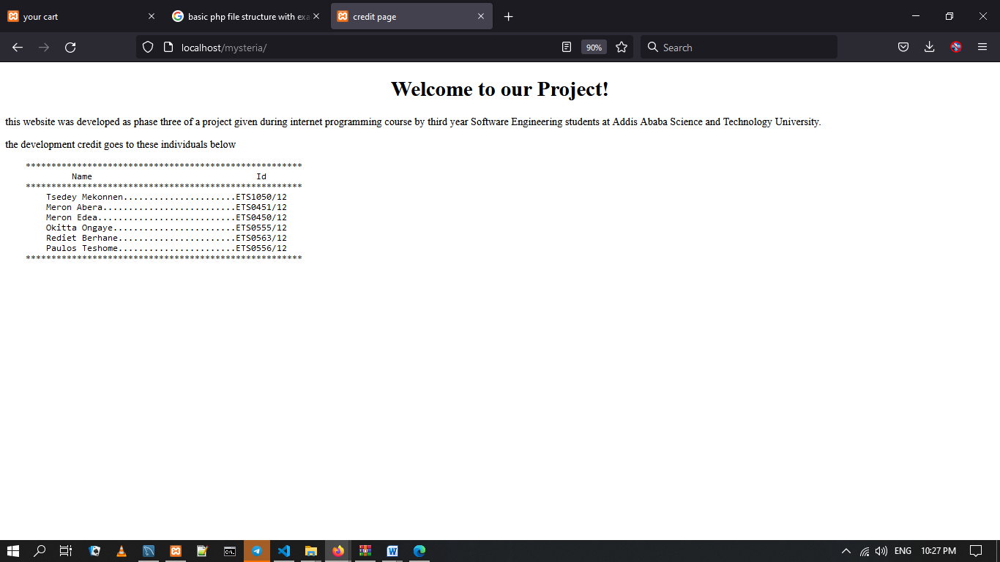 your cart
basic php file structure with exa
credit page
localhost/mysteria/
90%
Search
Welcome to our Project!
this website was developed as phase three of a project given during internet programming course by third year Software Engineering students at Addis Ababa Science and Technology University.
the development credit goes to these individuals below
******************************************************
Name Id
******************************************************
Tsedey Mekonnen......................ETS1050/12
Meron Abera..........................ETS0451/12
Meron Edea...........................ETS0450/12
Okitta Ongaye........................ETS0555/12
Rediet Berhane.......................ETS0563/12
Paulos Teshome.......................ETS0556/12
******************************************************
ENG
10:27 PM